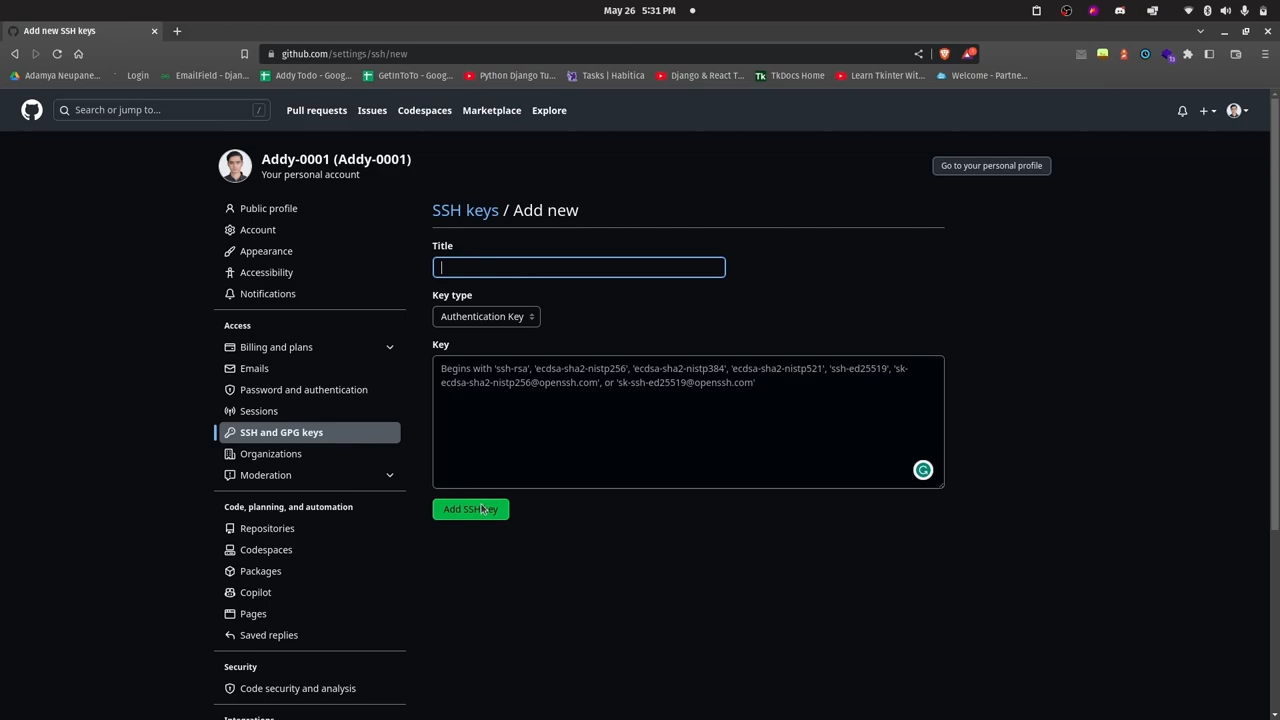 May 26 5:31 PM
Add new SSH keys
github.com/settings/ssh/new
Adamya Neupane...
Login
EmailField - Djan...
Addy Todo - Goog...
GetInToTo - Goog...
Python Django Tu...
Tasks | Habitica
Django & React T...
TkDocs Home
Learn Tkinter Wit...
Welcome - Partne...
Search or jump to... /
Pull requests
Issues
Codespaces
Marketplace
Explore
Addy-0001 (Addy-0001)
Your personal account
Go to your personal profile
Public profile
Account
Appearance
Accessibility
Notifications
Access
Billing and plans
Emails
Password and authentication
Sessions
SSH and GPG keys
Organizations
Moderation
Code, planning, and automation
Repositories
Codespaces
Packages
Copilot
Pages
Saved replies
Security
Code security and analysis
Integrations
SSH keys / Add new
Title
Key type
Authentication Key
Key
Begins with 'ssh-rsa', 'ecdsa-sha2-nistp256', 'ecdsa-sha2-nistp384', 'ecdsa-sha2-nistp521', 'ssh-ed25519', 'sk-
ecdsa-sha2-nistp256@openssh.com', or 'sk-ssh-ed25519@openssh.com'
Add SSH key